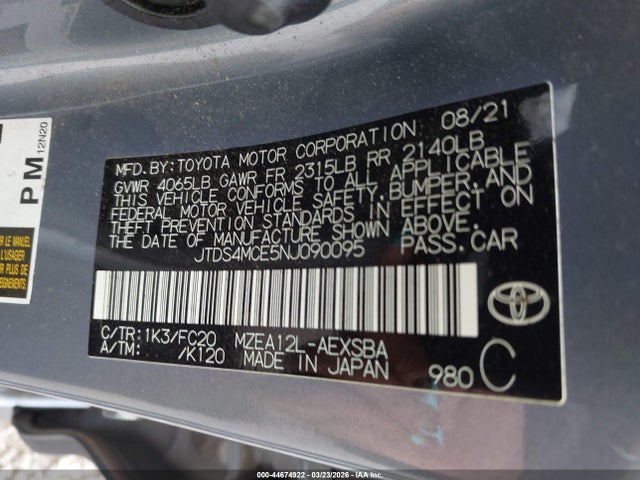 PM
12N20
R LE MANUEL
MFD.BY:TOYOTA MOTOR CORPORATION 08/21
GVWR 4065LB GAWR FR 2315LB RR 2140LB
THIS VEHICLE CONFORMS TO ALL APPLICABLE
FEDERAL MOTOR VEHICLE SAFETY,BUMPER,AND
THEFT PREVENTION STANDARDS IN EFFECT ON
THE DATE OF MANUFACTURE SHOWN ABOVE.
JTDS4MCE5NJ090095 PASS.CAR
C/TR:1K3/FC20 MZEA12L-AEXSBA
A/TM: /K120 MADE IN JAPAN
980 C
000-44674922 | 03/23/2026 - IAA, Inc.